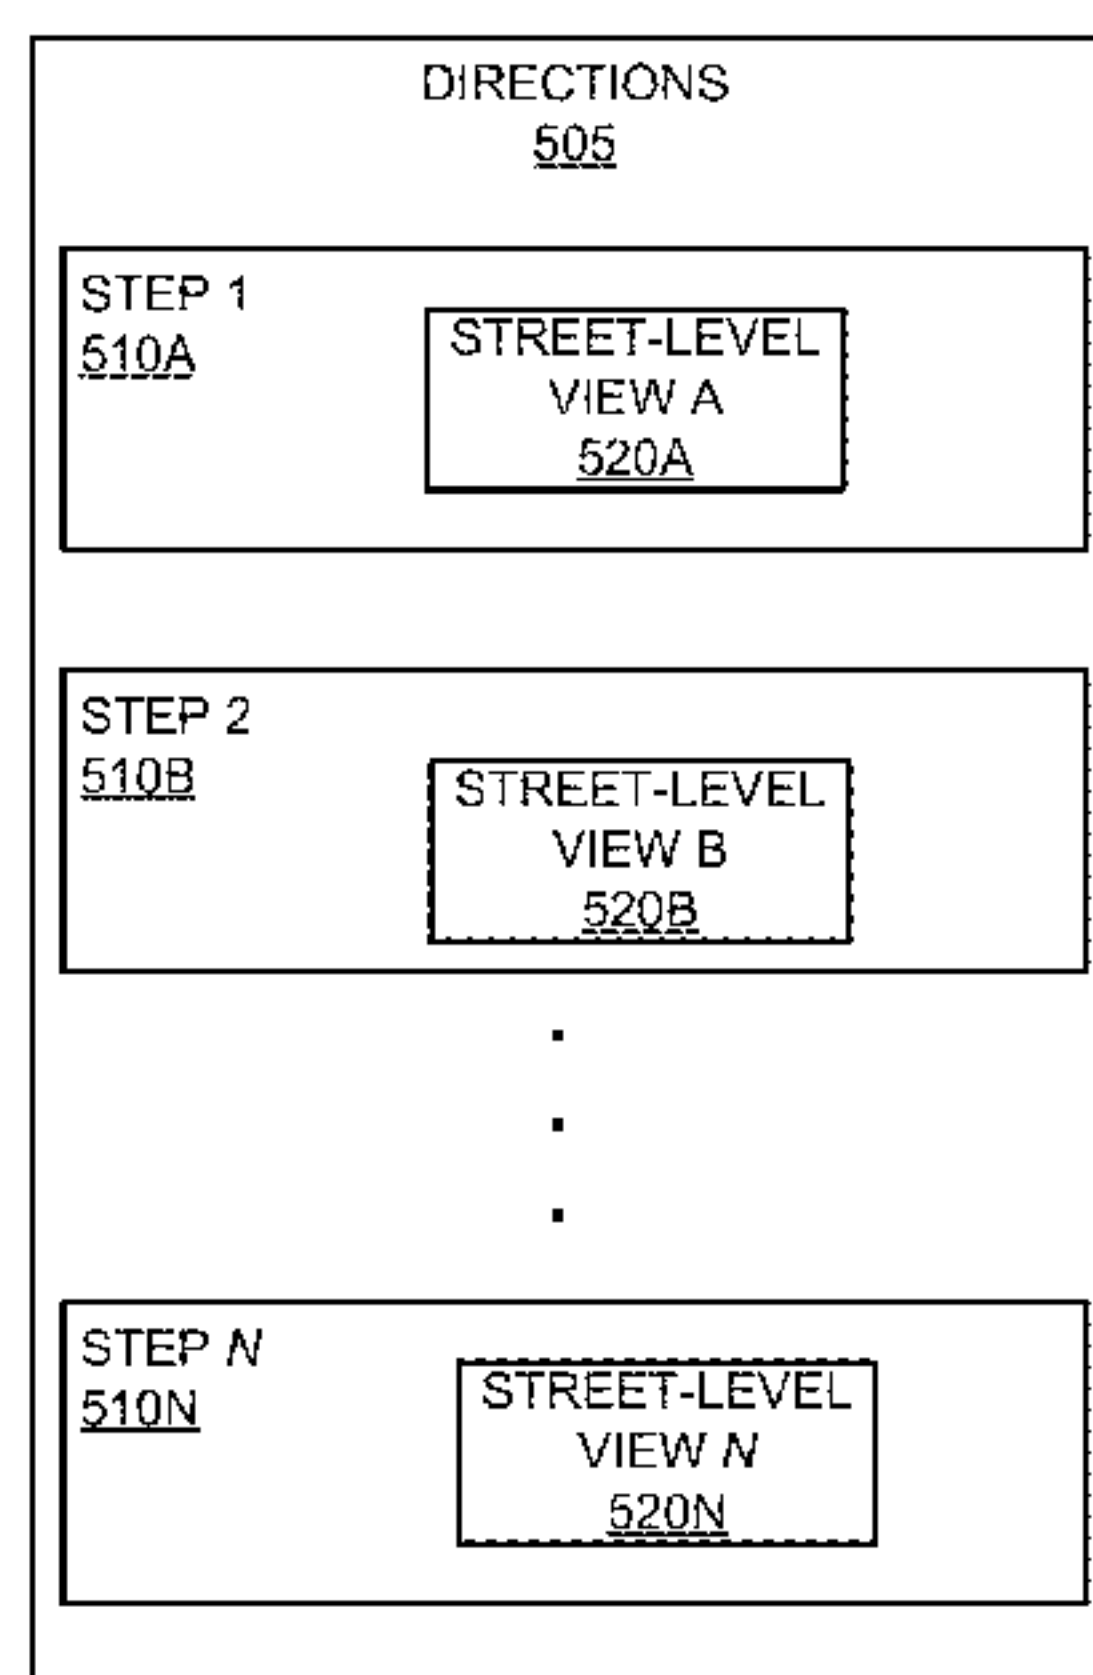 DIRECTIONS
505
STEP 1
510A
STREET-LEVEL
VIEW A
520A
STEP 2
510B
STREET-LEVEL
VIEW B
520B
STEP N
510N
STREET-LEVEL
VIEW N
520N